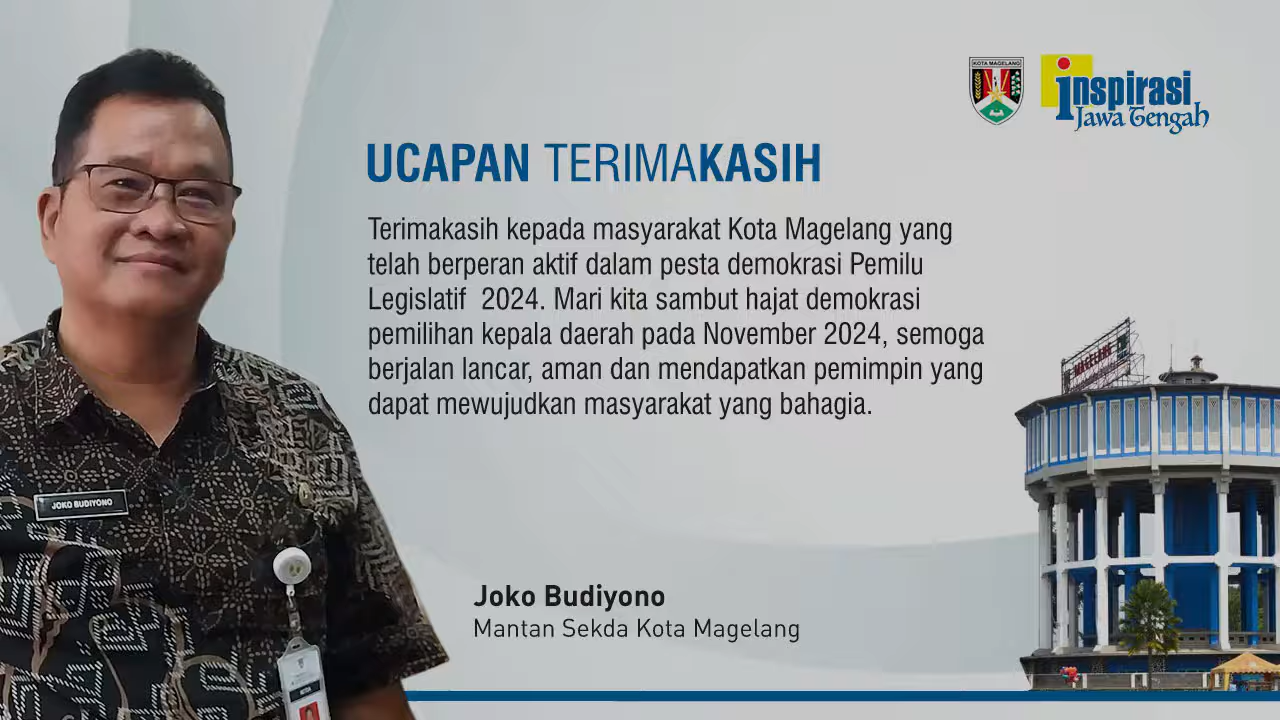 KOTA MAGELANG
inspirasi
Jawa Tengah
UCAPAN TERIMAKASIH
Terimakasih kepada masyarakat Kota Magelang yang
telah berperan aktif dalam pesta demokrasi Pemilu
Legislatif  2024. Mari kita sambut hajat demokrasi
pemilihan kepala daerah pada November 2024, semoga
berjalan lancar, aman dan mendapatkan pemimpin yang
dapat mewujudkan masyarakat yang bahagia.
MAGELANG
JOKO BUDIYONO
Joko Budiyono
Mantan Sekda Kota Magelang